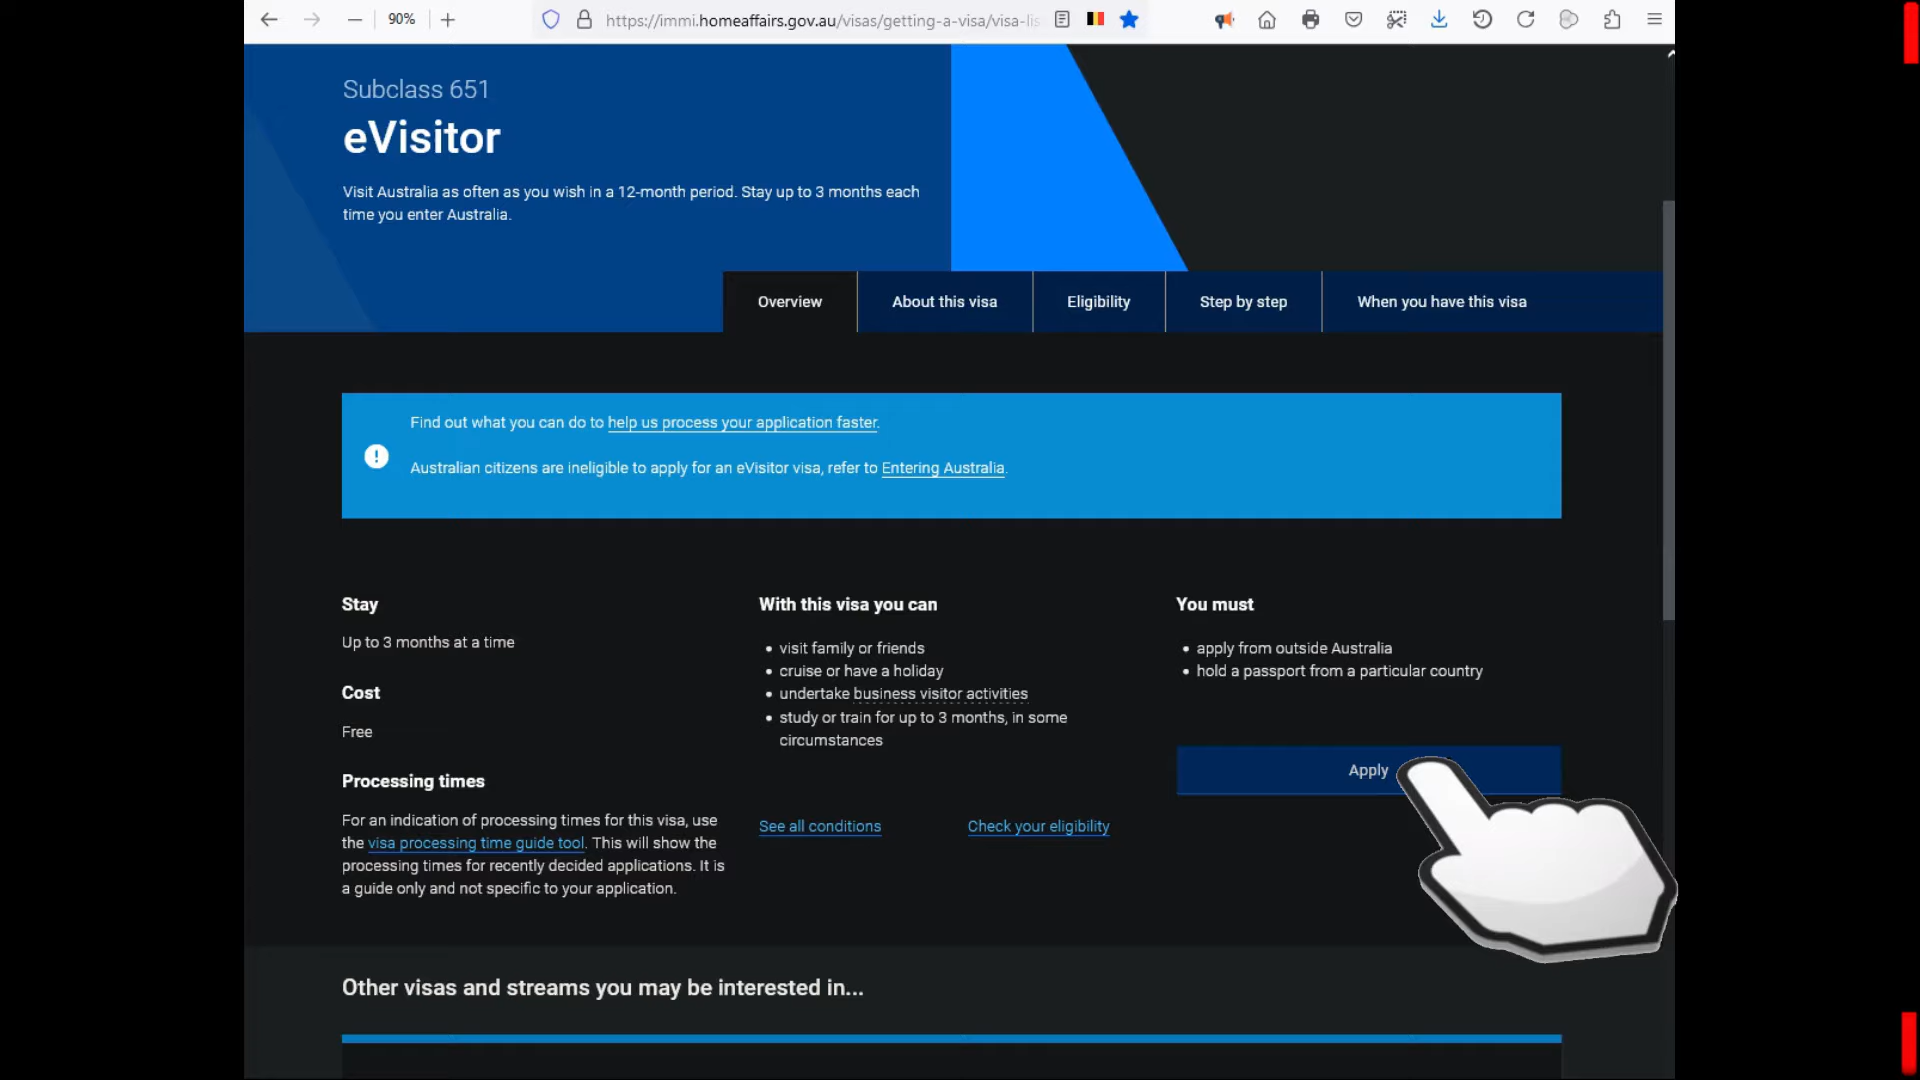 90%
https://immi.homeaffairs.gov.au/visas/getting-a-visa/visa-lis
Subclass 651
eVisitor
Visit Australia as often as you wish in a 12-month period. Stay up to 3 months each
time you enter Australia.
Overview
About this visa
Eligibility
Step by step
When you have this visa
Find out what you can do to help us process your application faster.
Australian citizens are ineligible to apply for an eVisitor visa, refer to Entering Australia.
Stay
Up to 3 months at a time
Cost
Free
Processing times
For an indication of processing times for this visa, use
the visa processing time guide tool. This will show the
processing times for recently decided applications. It is
a guide only and not specific to your application.
With this visa you can
visit family or friends
cruise or have a holiday
undertake business visitor activities
study or train for up to 3 months, in some
circumstances
See all conditions
Check your eligibility
You must
apply from outside Australia
hold a passport from a particular country
Apply
Other visas and streams you may be interested in...